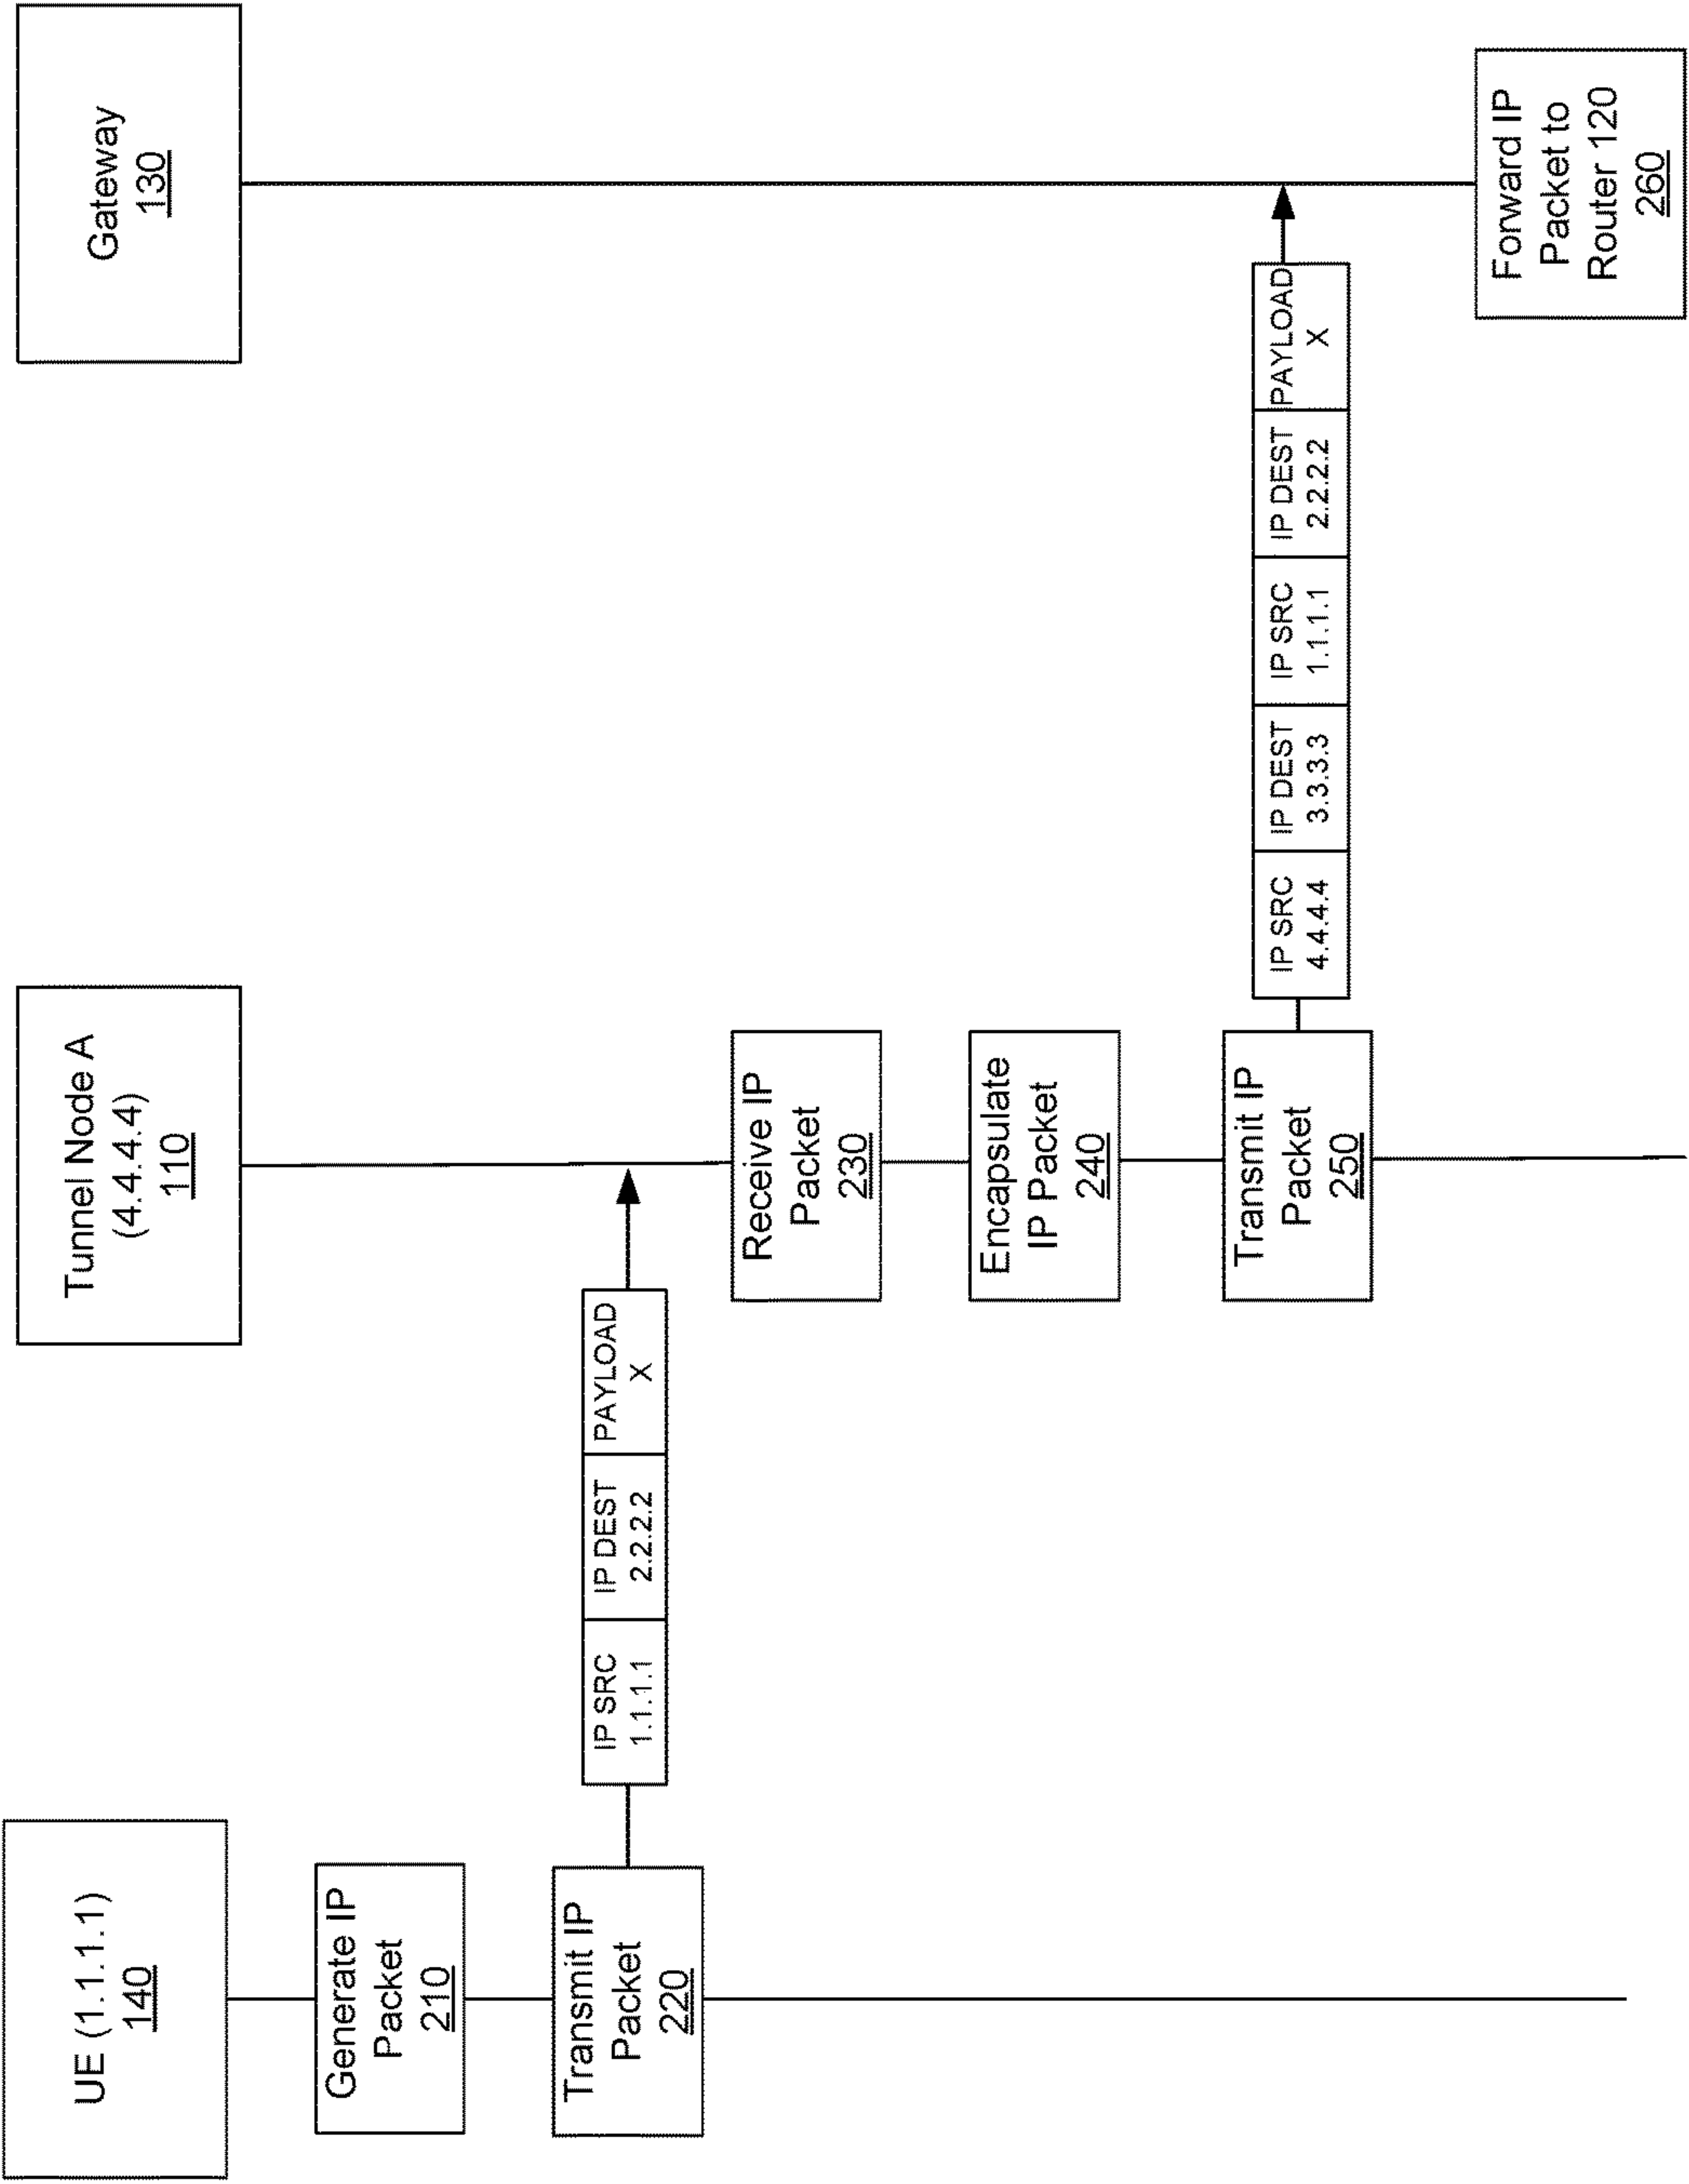 UE (1.1.1.1)
140
Tunnel Node A
(4.4.4.4)
110
Gateway
130
Generate IP
Packet
210
Transmit IP
Packet
220
IP SRC
1.1.1.1
IP DEST
2.2.2.2
PAYLOAD
X
Receive IP
Packet
230
Encapsulate
IP Packet
240
Transmit IP
Packet
250
IP SRC
4.4.4.4
IP DEST
3.3.3.3
IP SRC
1.1.1.1
IP DEST
2.2.2.2
PAYLOAD
X
Forward IP
Packet to
Router 120
260